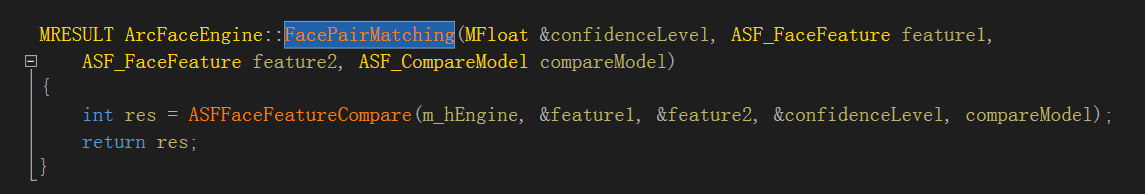 MRESULT ArcFaceEngine::FacePairMatching(MFloat &confidenceLevel, ASF_FaceFeature feature1,
ASF_FaceFeature feature2, ASF_CompareModel compareModel)
{
int res = ASFFaceFeatureCompare(m_hEngine, &feature1, &feature2, &confidenceLevel, compareModel);
return res;
}